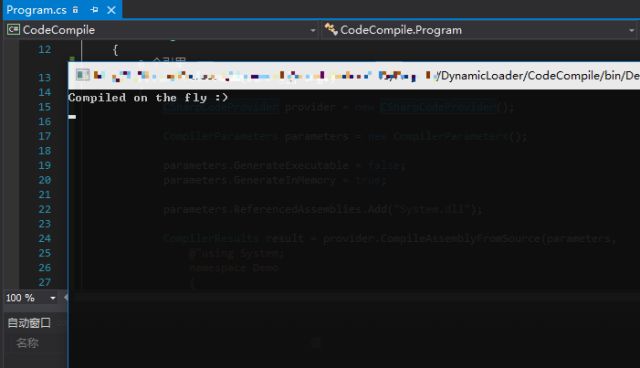 Program.cs
CodeCompile
CodeCompile.Program
12 {
13
/DynamicLoader/CodeCompile/bin/De
Compiled on the fly :)
15 CSharpCodeProvider provider = new CSharpCodeProvider();
16
17 CompilerParameters parameters = new CompilerParameters();
18
19 parameters.GenerateExecutable = false;
20 parameters.GenerateInMemory = true;
21
22 parameters.ReferencedAssemblies.Add("System.dll");
23
24 CompilerResults result = provider.CompileAssemblyFromSource(parameters,
25 @"using System;
26 namespace Demo
27 {
100 %
自动窗口
名称